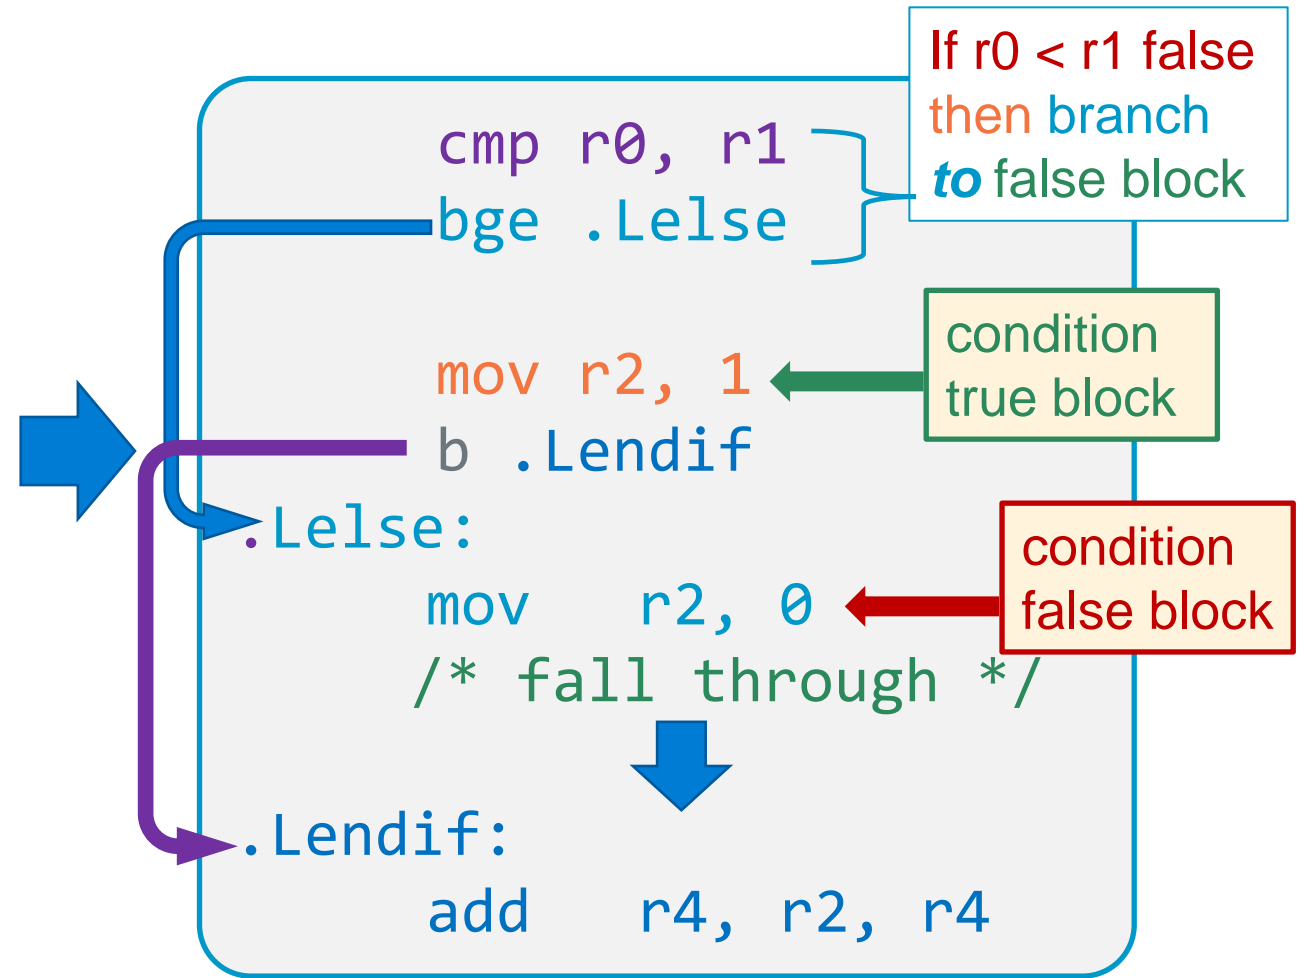 If r0 < r1 false
then branch
to false block
cmp r0, r1
bge .Lelse
condition
true block
mov r2, 1
b .Lendif
.Lelse:
condition
false block
mov r2, 0
/* fall through */
.Lendif:
add r4, r2, r4